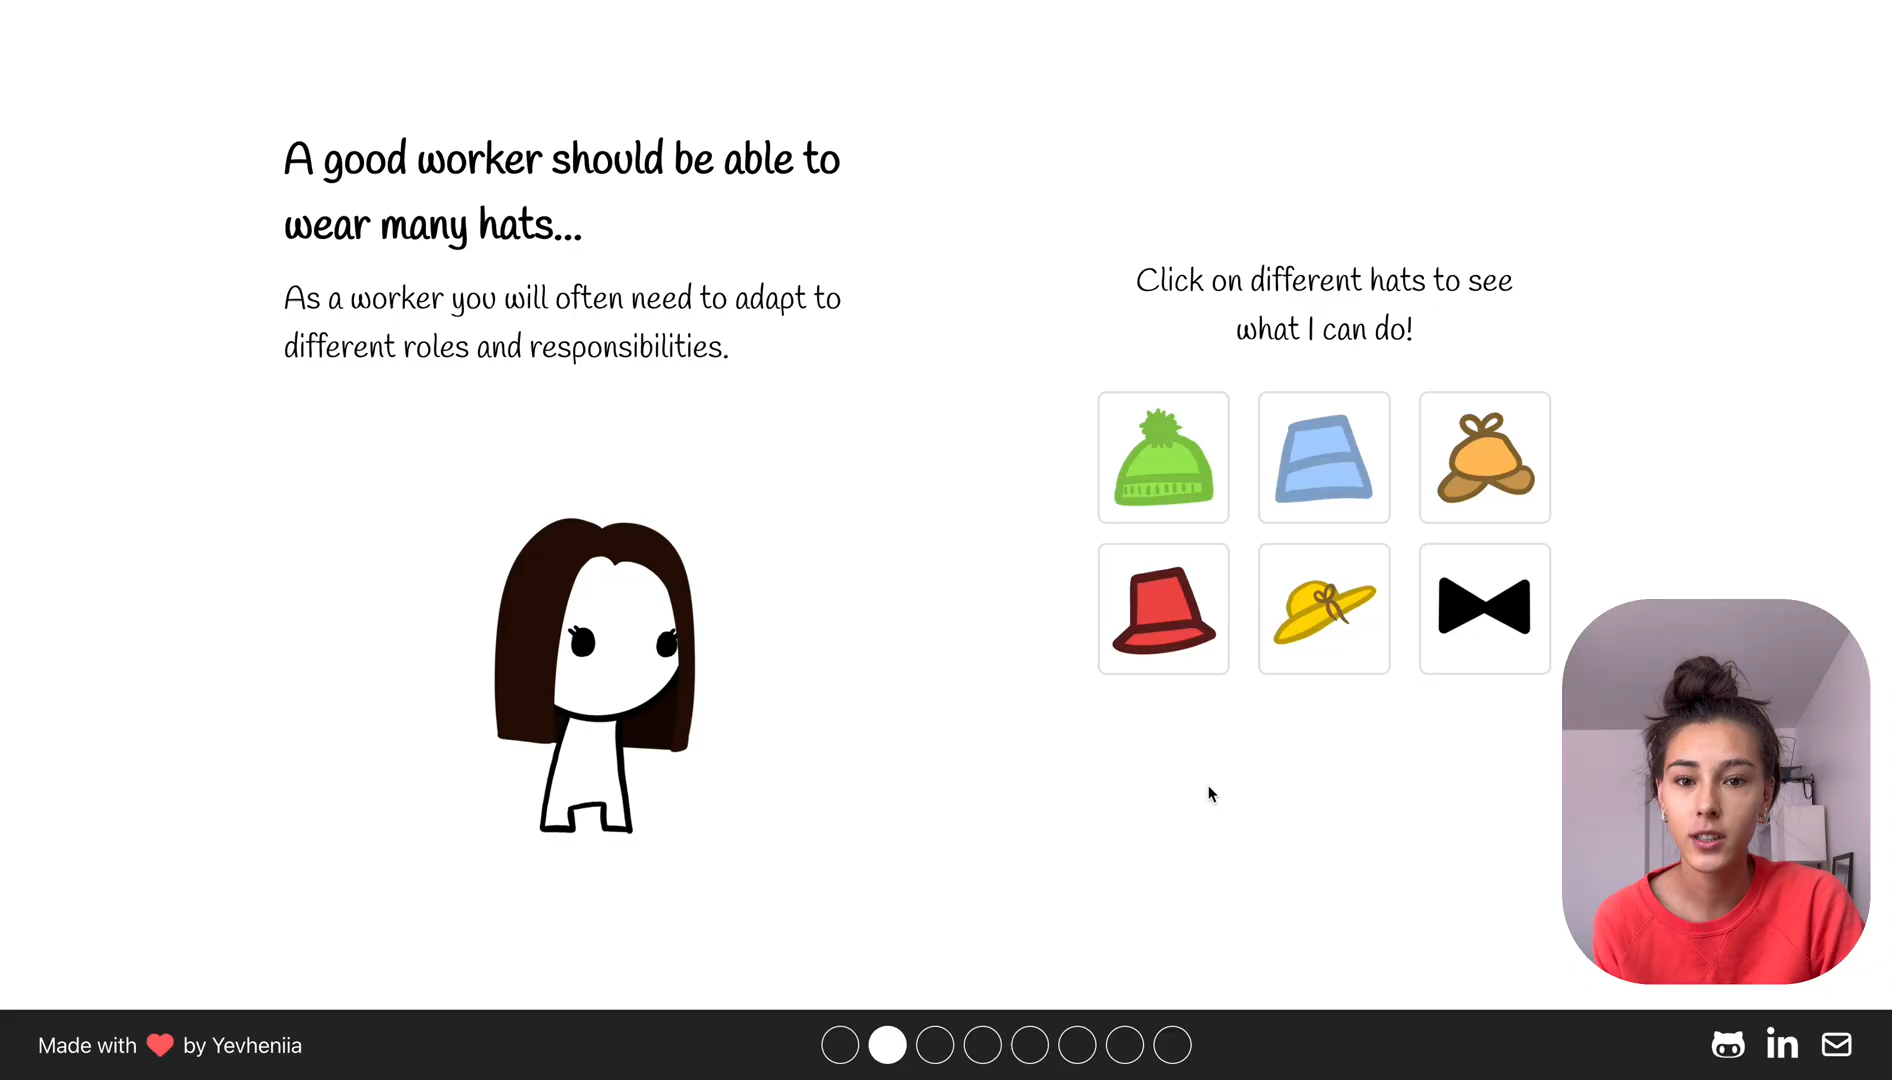 A good worker should be able to
wear many hats...
As a worker you will often need to adapt to
different roles and responsibilities.
Click on different hats to see
what I can do!
Made with ❤️ by Yevheniia
in